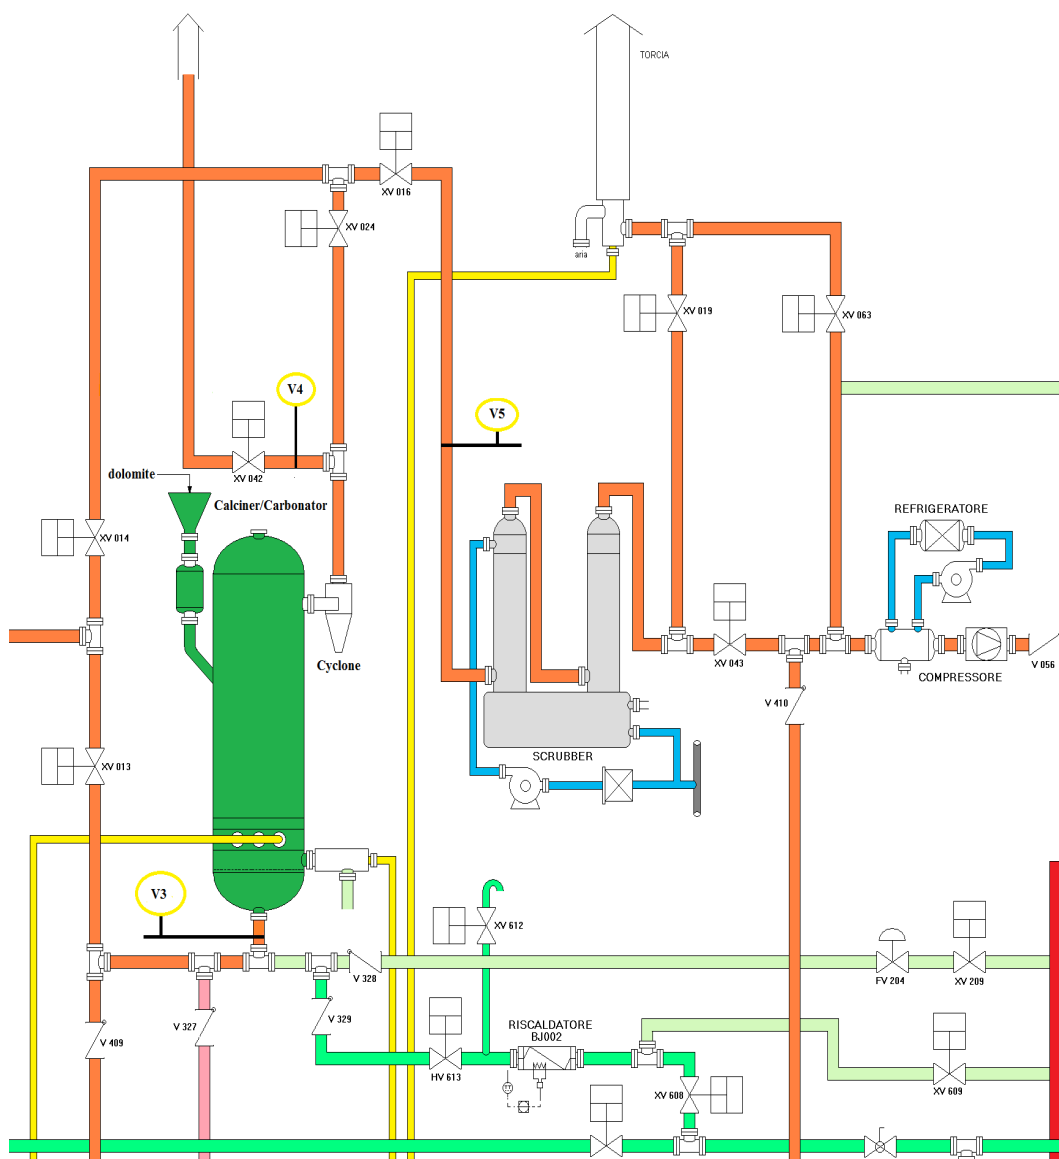 TORCIA
XV 016
XV 024
aria
XV 019
XV 063
V4
V5
XV 042
dolomite
Calciner/Carbonator
REFRIGERATORE
XV 014
Cyclone
XV 043
V 056
COMPRESSORE
V 410
SCRUBBER
XV 013
V3
XV 612
V 328
FV 204
XV 209
V 329
V 327
V 409
RISCALDATORE
BJ002
HV 613
XV 608
XV 609